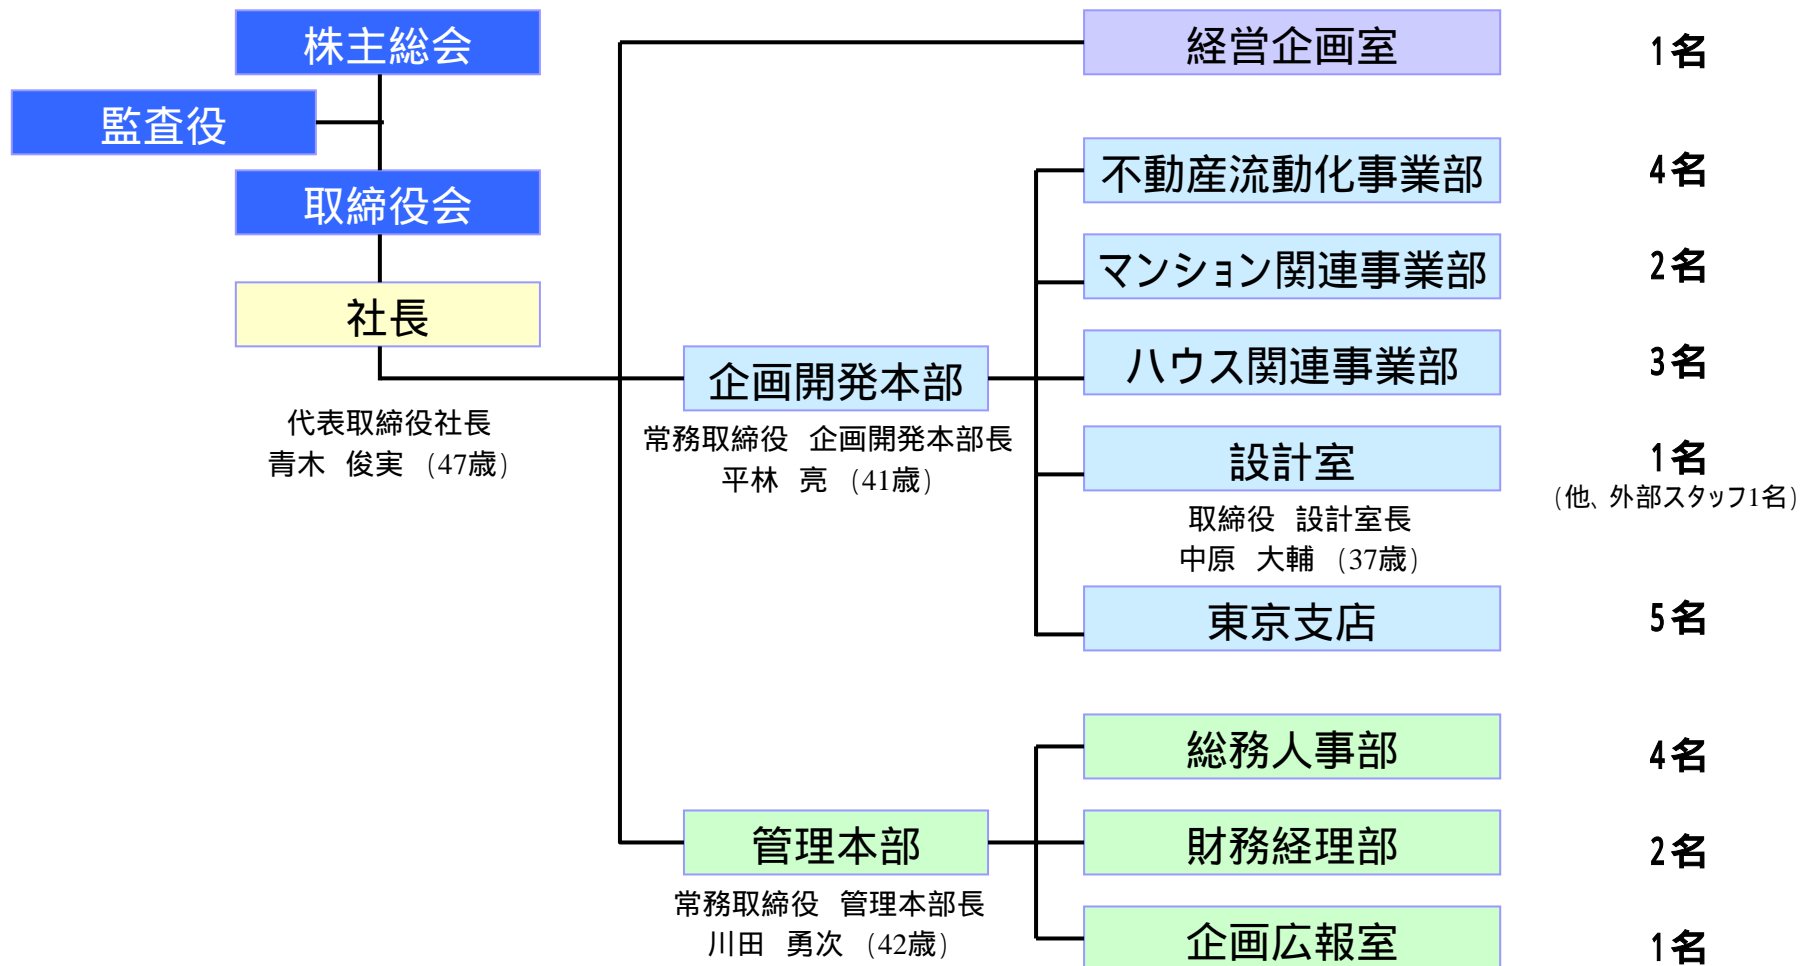 株主総会
監査役
取締役会
社長
代表取締役社長
青木 俊実 (47歳)
企画開発本部
常務取締役 企画開発本部長
平林 亮 (41歳)
管理本部
常務取締役 管理本部長
川田 勇次 (42歳)
経営企画室 1名
不動産流動化事業部 4名
マンション関連事業部 2名
ハウス関連事業部 3名
設計室 1名
(他、外部スタッフ1名)
取締役 設計室長
中原 大輔 (37歳)
東京支店 5名
総務人事部 4名
財務経理部 2名
企画広報室 1名